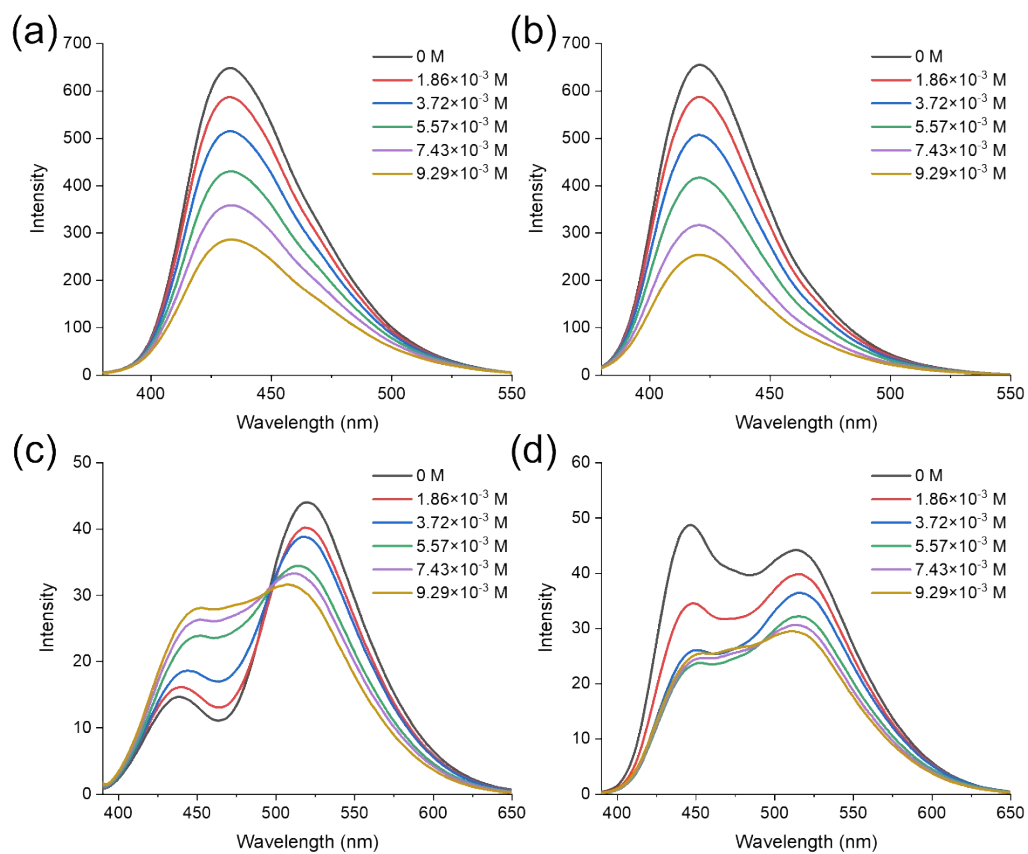 (a)
700
600
500
400
300
200
100
0
Intensity
400 450 500 550
Wavelength (nm)
0 M
1.86×10⁻³ M
3.72×10⁻³ M
5.57×10⁻³ M
7.43×10⁻³ M
9.29×10⁻³ M
(b)
700
600
500
400
300
200
100
0
Intensity
400 450 500 550
Wavelength (nm)
0 M
1.86×10⁻³ M
3.72×10⁻³ M
5.57×10⁻³ M
7.43×10⁻³ M
9.29×10⁻³ M
(c)
50
40
30
20
10
0
Intensity
400 450 500 550 600 650
Wavelength (nm)
0 M
1.86×10⁻³ M
3.72×10⁻³ M
5.57×10⁻³ M
7.43×10⁻³ M
9.29×10⁻³ M
(d)
60
50
40
30
20
10
0
Intensity
400 450 500 550 600 650
Wavelength (nm)
0 M
1.86×10⁻³ M
3.72×10⁻³ M
5.57×10⁻³ M
7.43×10⁻³ M
9.29×10⁻³ M